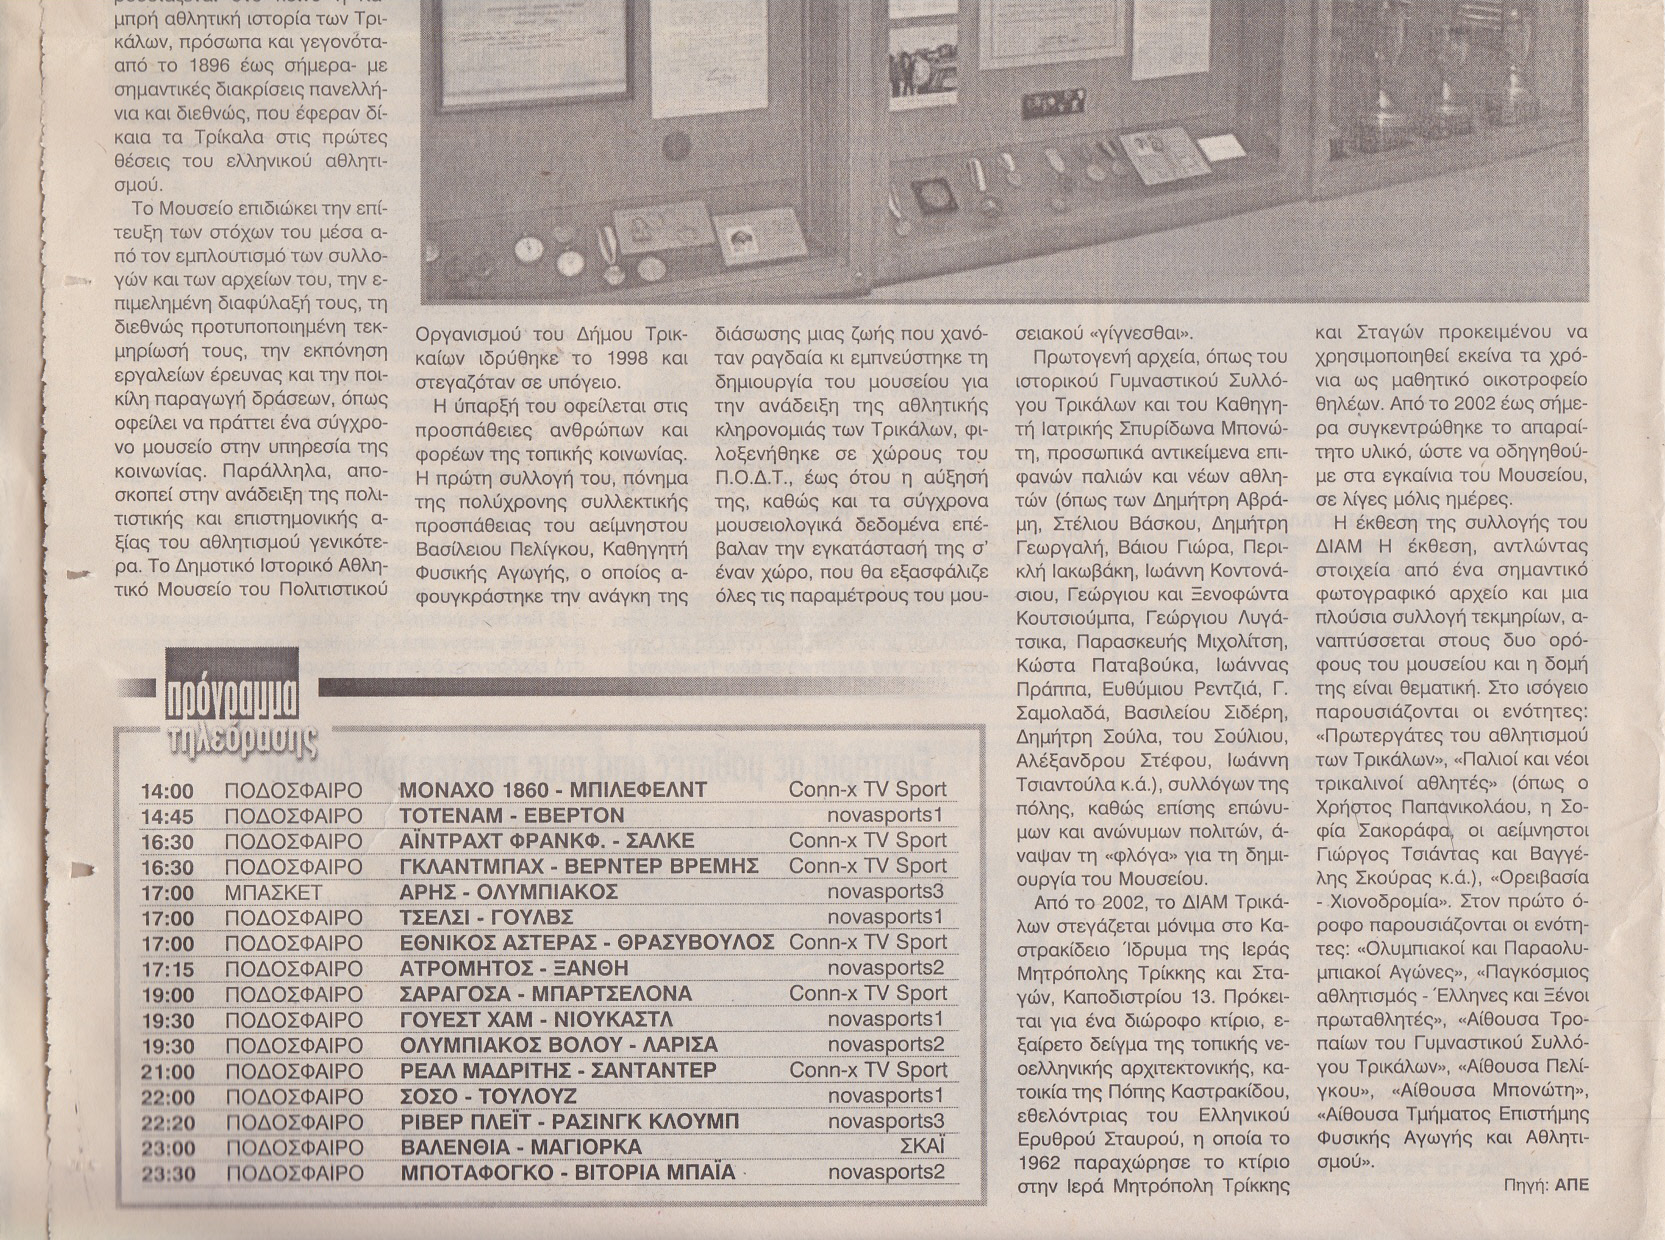 μπρή αθλητική ιστορία των Τρι-
κάλων, πρόσωπα και γεγονότα-
από το 1896 έως σήμερα- με
σημαντικές διακρίσεις πανελλή-
νια και διεθνώς, που έφεραν δί-
καια τα Τρίκαλα στις πρώτες
θέσεις του ελληνικού αθλητι-
σμού.
Το Μουσείο επιδιώκει την επί-
τευξη των στόχων του μέσα α-
πό τον εμπλουτισμό των συλλο-
γών και των αρχείων του, την ε-
πιμελημένη διαφύλαξή τους, τη
διεθνώς προτυποποιημένη τεκ-
μηρίωσή τους, την εκπόνηση
εργαλείων έρευνας και την ποι-
κίλη παραγωγή δράσεων, όπως
οφείλει να πράττει ένα σύγχρο-
νο μουσείο στην υπηρεσία της
κοινωνίας. Παράλληλα, απο-
σκοπεί στην ανάδειξη της πολι-
τιστικής και επιστημονικής α-
ξίας του αθλητισμού γενικότε-
ρα. Το Δημοτικό Ιστορικό Αθλη-
τικό Μουσείο του Πολιτιστικού
Οργανισμού του Δήμου Τρικ-
καίων ιδρύθηκε το 1998 και
στεγαζόταν σε υπόγειο.
Η ύπαρξή του οφείλεται στις
προσπάθειες ανθρώπων και
φορέων της τοπικής κοινωνίας.
Η πρώτη συλλογή του, πόνημα
της πολύχρονης συλλεκτικής
προσπάθειας του αείμνηστου
Βασίλειου Πελίγκου, Καθηγητή
Φυσικής Αγωγής, ο οποίος α-
φουγκράστηκε την ανάγκη της
διάσωσης μιας ζωής που χανό-
ταν ραγδαία κι εμπνεύστηκε τη
δημιουργία του μουσείου για
την ανάδειξη της αθλητικής
κληρονομιάς των Τρικάλων, φι-
λοξενήθηκε σε χώρους του
Π.Ο.Δ.Τ., έως ότου η αύξησή
της, καθώς και τα σύγχρονα
μουσειολογικά δεδομένα επέ-
βαλαν την εγκατάστασή της σ'
έναν χώρο, που θα εξασφάλιζε
όλες τις παραμέτρους του μου-
σειακού «γίγνεσθαι».
Πρωτογενή αρχεία, όπως του
ιστορικού Γυμναστικού Συλλό-
γου Τρικάλων και του Καθηγη-
τή Ιατρικής Σπυρίδωνα Μπονώ-
τη, προσωπικά αντικείμενα επι-
φανών παλιών και νέων αθλη-
τών (όπως των Δημήτρη Αβρά-
μη, Στέλιου Βάσκου, Δημήτρη
Γεωργαλή, Βάιου Γιώρα, Περι-
κλή Ιακωβάκη, Ιωάννη Κοντονά-
σιου, Γεώργιου και Ξενοφώντα
Κουτσιούμπα, Γεώργιου Λυγά-
τσικα, Παρασκευής Μιχολίτση,
Κώστα Παταβούκα, Ιωάννας
Πράππα, Ευθύμιου Ρεντζιά, Γ.
Σαμολαδά, Βασιλείου Σιδέρη,
Δημήτρη Σούλα, του Σούλιου,
Αλέξανδρου Στέφου, Ιωάννη
Τσιαντούλα κ.ά.), συλλόγων της
πόλης, καθώς επίσης επώνυ-
μων και ανώνυμων πολιτών, ά-
ναψαν τη «φλόγα» για τη δημι-
ουργία του Μουσείου.
Από το 2002, το ΔΙΑΜ Τρικά-
λων στεγάζεται μόνιμα στο Κα-
στρακίδειο Ίδρυμα της Ιεράς
Μητρόπολης Τρίκκης και Στα-
γών, Καποδιστρίου 13. Πρόκει-
ται για ένα διώροφο κτίριο, ε-
ξαίρετο δείγμα της τοπικής νε-
οελληνικής αρχιτεκτονικής, κα-
τοικία της Πόπης Καστρακίδου,
εθελόντριας του Ελληνικού
Ερυθρού Σταυρού, η οποία το
1962 παραχώρησε το κτίριο
στην Ιερά Μητρόπολη Τρίκκης
και Σταγών προκειμένου να
χρησιμοποιηθεί εκείνα τα χρό-
νια ως μαθητικό οικοτροφείο
θηλέων. Από το 2002 έως σήμε-
ρα συγκεντρώθηκε το απαραί-
τητο υλικό, ώστε να οδηγηθού-
με στα εγκαίνια του Μουσείου,
σε λίγες μόλις ημέρες.
Η έκθεση της συλλογής του
ΔΙΑΜ Η έκθεση, αντλώντας
στοιχεία από ένα σημαντικό
φωτογραφικό αρχείο και μια
πλούσια συλλογή τεκμηρίων, α-
ναπτύσσεται στους δυο ορό-
φους του μουσείου και η δομή
της είναι θεματική. Στο ισόγειο
παρουσιάζονται οι ενότητες:
«Πρωτεργάτες του αθλητισμού
των Τρικάλων», «Παλιοί και νέοι
τρικαλινοί αθλητές» (όπως ο
Χρήστος Παπανικολάου, η Σο-
φία Σακοράφα, οι αείμνηστοι
Γιώργος Τσιάντας και Βαγγέ-
λης Σκούρας κ.ά.), «Ορειβασία
- Χιονοδρομία». Στον πρώτο ό-
ροφο παρουσιάζονται οι ενότη-
τες: «Ολυμπιακοί και Παραολυ-
μπιακοί Αγώνες», «Παγκόσμιος
αθλητισμός - Έλληνες και Ξένοι
πρωταθλητές», «Αίθουσα Τρο-
παίων του Γυμναστικού Συλλό-
γου Τρικάλων», «Αίθουσα Πελί-
γκου», «Αίθουσα Μπονώτη»,
«Αίθουσα Τμήματος Επιστήμης
Φυσικής Αγωγής και Αθλητι-
σμού».
Πηγή: ΑΠΕ
πρόγραμμα
τηλεόρασης
14:00 ΠΟΔΟΣΦΑΙΡΟ ΜΟΝΑΧΟ 1860 - ΜΠΙΛΕΦΕΛΝΤ Conn-x TV Sport
14:45 ΠΟΔΟΣΦΑΙΡΟ ΤΟΤΕΝΑΜ - ΕΒΕΡΤΟΝ novasports1
16:30 ΠΟΔΟΣΦΑΙΡΟ ΑΪΝΤΡΑΧΤ ΦΡΑΝΚΦ. - ΣΑΛΚΕ Conn-x TV Sport
16:30 ΠΟΔΟΣΦΑΙΡΟ ΓΚΛΑΝΤΜΠΑΧ - ΒΕΡΝΤΕΡ ΒΡΕΜΗΣ Conn-x TV Sport
17:00 ΜΠΑΣΚΕΤ ΑΡΗΣ - ΟΛΥΜΠΙΑΚΟΣ novasports3
17:00 ΠΟΔΟΣΦΑΙΡΟ ΤΣΕΛΣΙ - ΓΟΥΛΒΣ novasports1
17:00 ΠΟΔΟΣΦΑΙΡΟ ΕΘΝΙΚΟΣ ΑΣΤΕΡΑΣ - ΘΡΑΣΥΒΟΥΛΟΣ Conn-x TV Sport
17:15 ΠΟΔΟΣΦΑΙΡΟ ΑΤΡΟΜΗΤΟΣ - ΞΑΝΘΗ novasports2
19:00 ΠΟΔΟΣΦΑΙΡΟ ΣΑΡΑΓΟΣΑ - ΜΠΑΡΤΣΕΛΟΝΑ Conn-x TV Sport
19:30 ΠΟΔΟΣΦΑΙΡΟ ΓΟΥΕΣΤ ΧΑΜ - ΝΙΟΥΚΑΣΤΛ novasports1
19:30 ΠΟΔΟΣΦΑΙΡΟ ΟΛΥΜΠΙΑΚΟΣ ΒΟΛΟΥ - ΛΑΡΙΣΑ novasports2
21:00 ΠΟΔΟΣΦΑΙΡΟ ΡΕΑΛ ΜΑΔΡΙΤΗΣ - ΣΑΝΤΑΝΤΕΡ Conn-x TV Sport
22:00 ΠΟΔΟΣΦΑΙΡΟ ΣΟΣΟ - ΤΟΥΛΟΥΖ novasports1
22:20 ΠΟΔΟΣΦΑΙΡΟ ΡΙΒΕΡ ΠΛΕΪΤ - ΡΑΣΙΝΓΚ ΚΛΟΥΜΠ novasports3
23:00 ΠΟΔΟΣΦΑΙΡΟ ΒΑΛΕΝΘΙΑ - ΜΑΓΙΟΡΚΑ ΣΚΑΪ
23:30 ΠΟΔΟΣΦΑΙΡΟ ΜΠΟΤΑΦΟΓΚΟ - ΒΙΤΟΡΙΑ ΜΠΑΪΑ novasports2